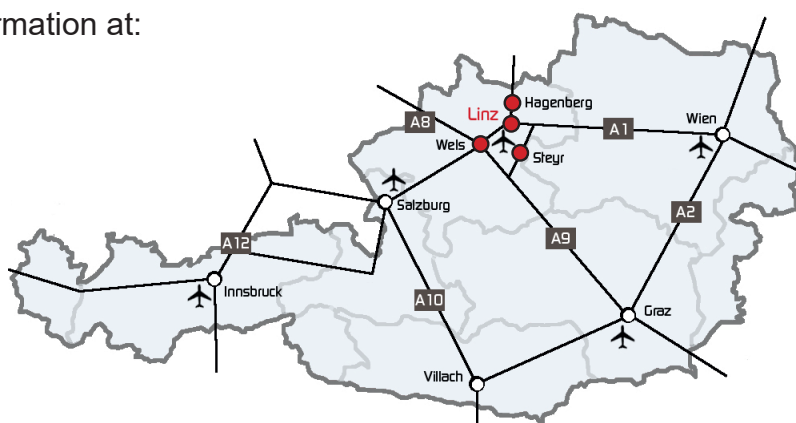 rmation at:
Hagenberg
A8
Linz
A1
Wien
Wels
Steyr
Salzburg
A2
A12
A9
Innsbruck
A10
Graz
Villach